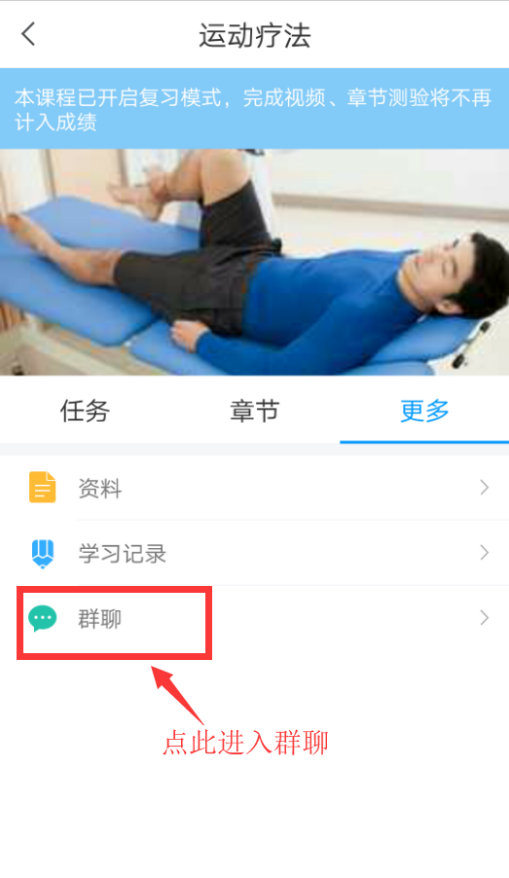 运动疗法
本课程已开启复习模式，完成视频、章节测验将不再
计入成绩
任务 章节 更多
资料
学习记录
群聊
点此进入群聊